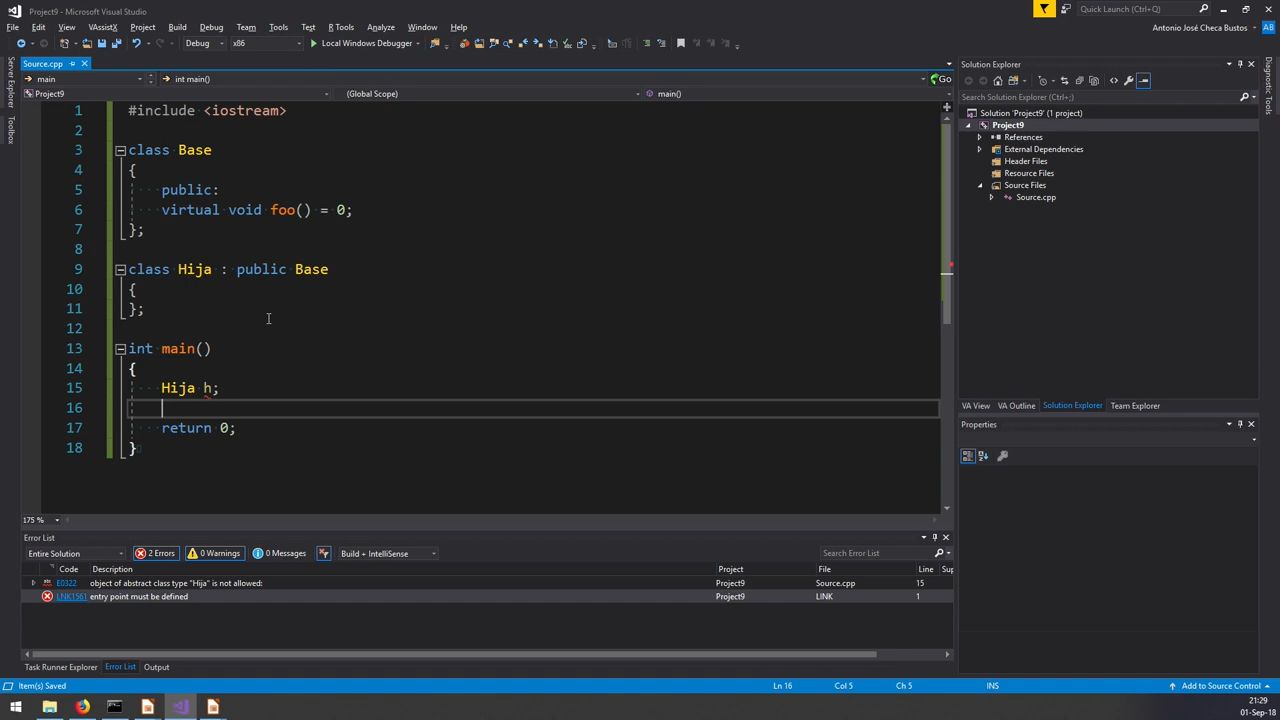 Project9 - Microsoft Visual Studio
Quick Launch (Ctrl+Q)
File Edit View VAssistX Project Build Debug Team Tools Test R Tools Analyze Window Help
Antonio José Checa Bustos AB
Debug x86 Local Windows Debugger
Source.cpp
main int main() Go
Project9 (Global Scope) main()
1 #include <iostream>
2
3 class Base
4 {
5 public:
6 virtual void foo() = 0;
7 };
8
9 class Hija : public Base
10 {
11 };
12
13 int main()
14 {
15 Hija h;
16
17 return 0;
18 }
175 %
Server Explorer
Toolbox
Solution Explorer
Search Solution Explorer (Ctrl+;)
Solution 'Project9' (1 project)
Project9
References
External Dependencies
Header Files
Resource Files
Source Files
Source.cpp
VA View VA Outline Solution Explorer Team Explorer
Properties
Diagnostic Tools
Error List
Entire Solution 2 Errors 0 Warnings 0 Messages Build + IntelliSense Search Error List
Code Description Project File Line Sup
E0322 object of abstract class type "Hija" is not allowed: Project9 Source.cpp 15
LNK1561 entry point must be defined Project9 LINK 1
Task Runner Explorer Error List Output
Item(s) Saved Ln 16 Col 5 Ch 5 INS Add to Source Control
21:29
01-Sep-18